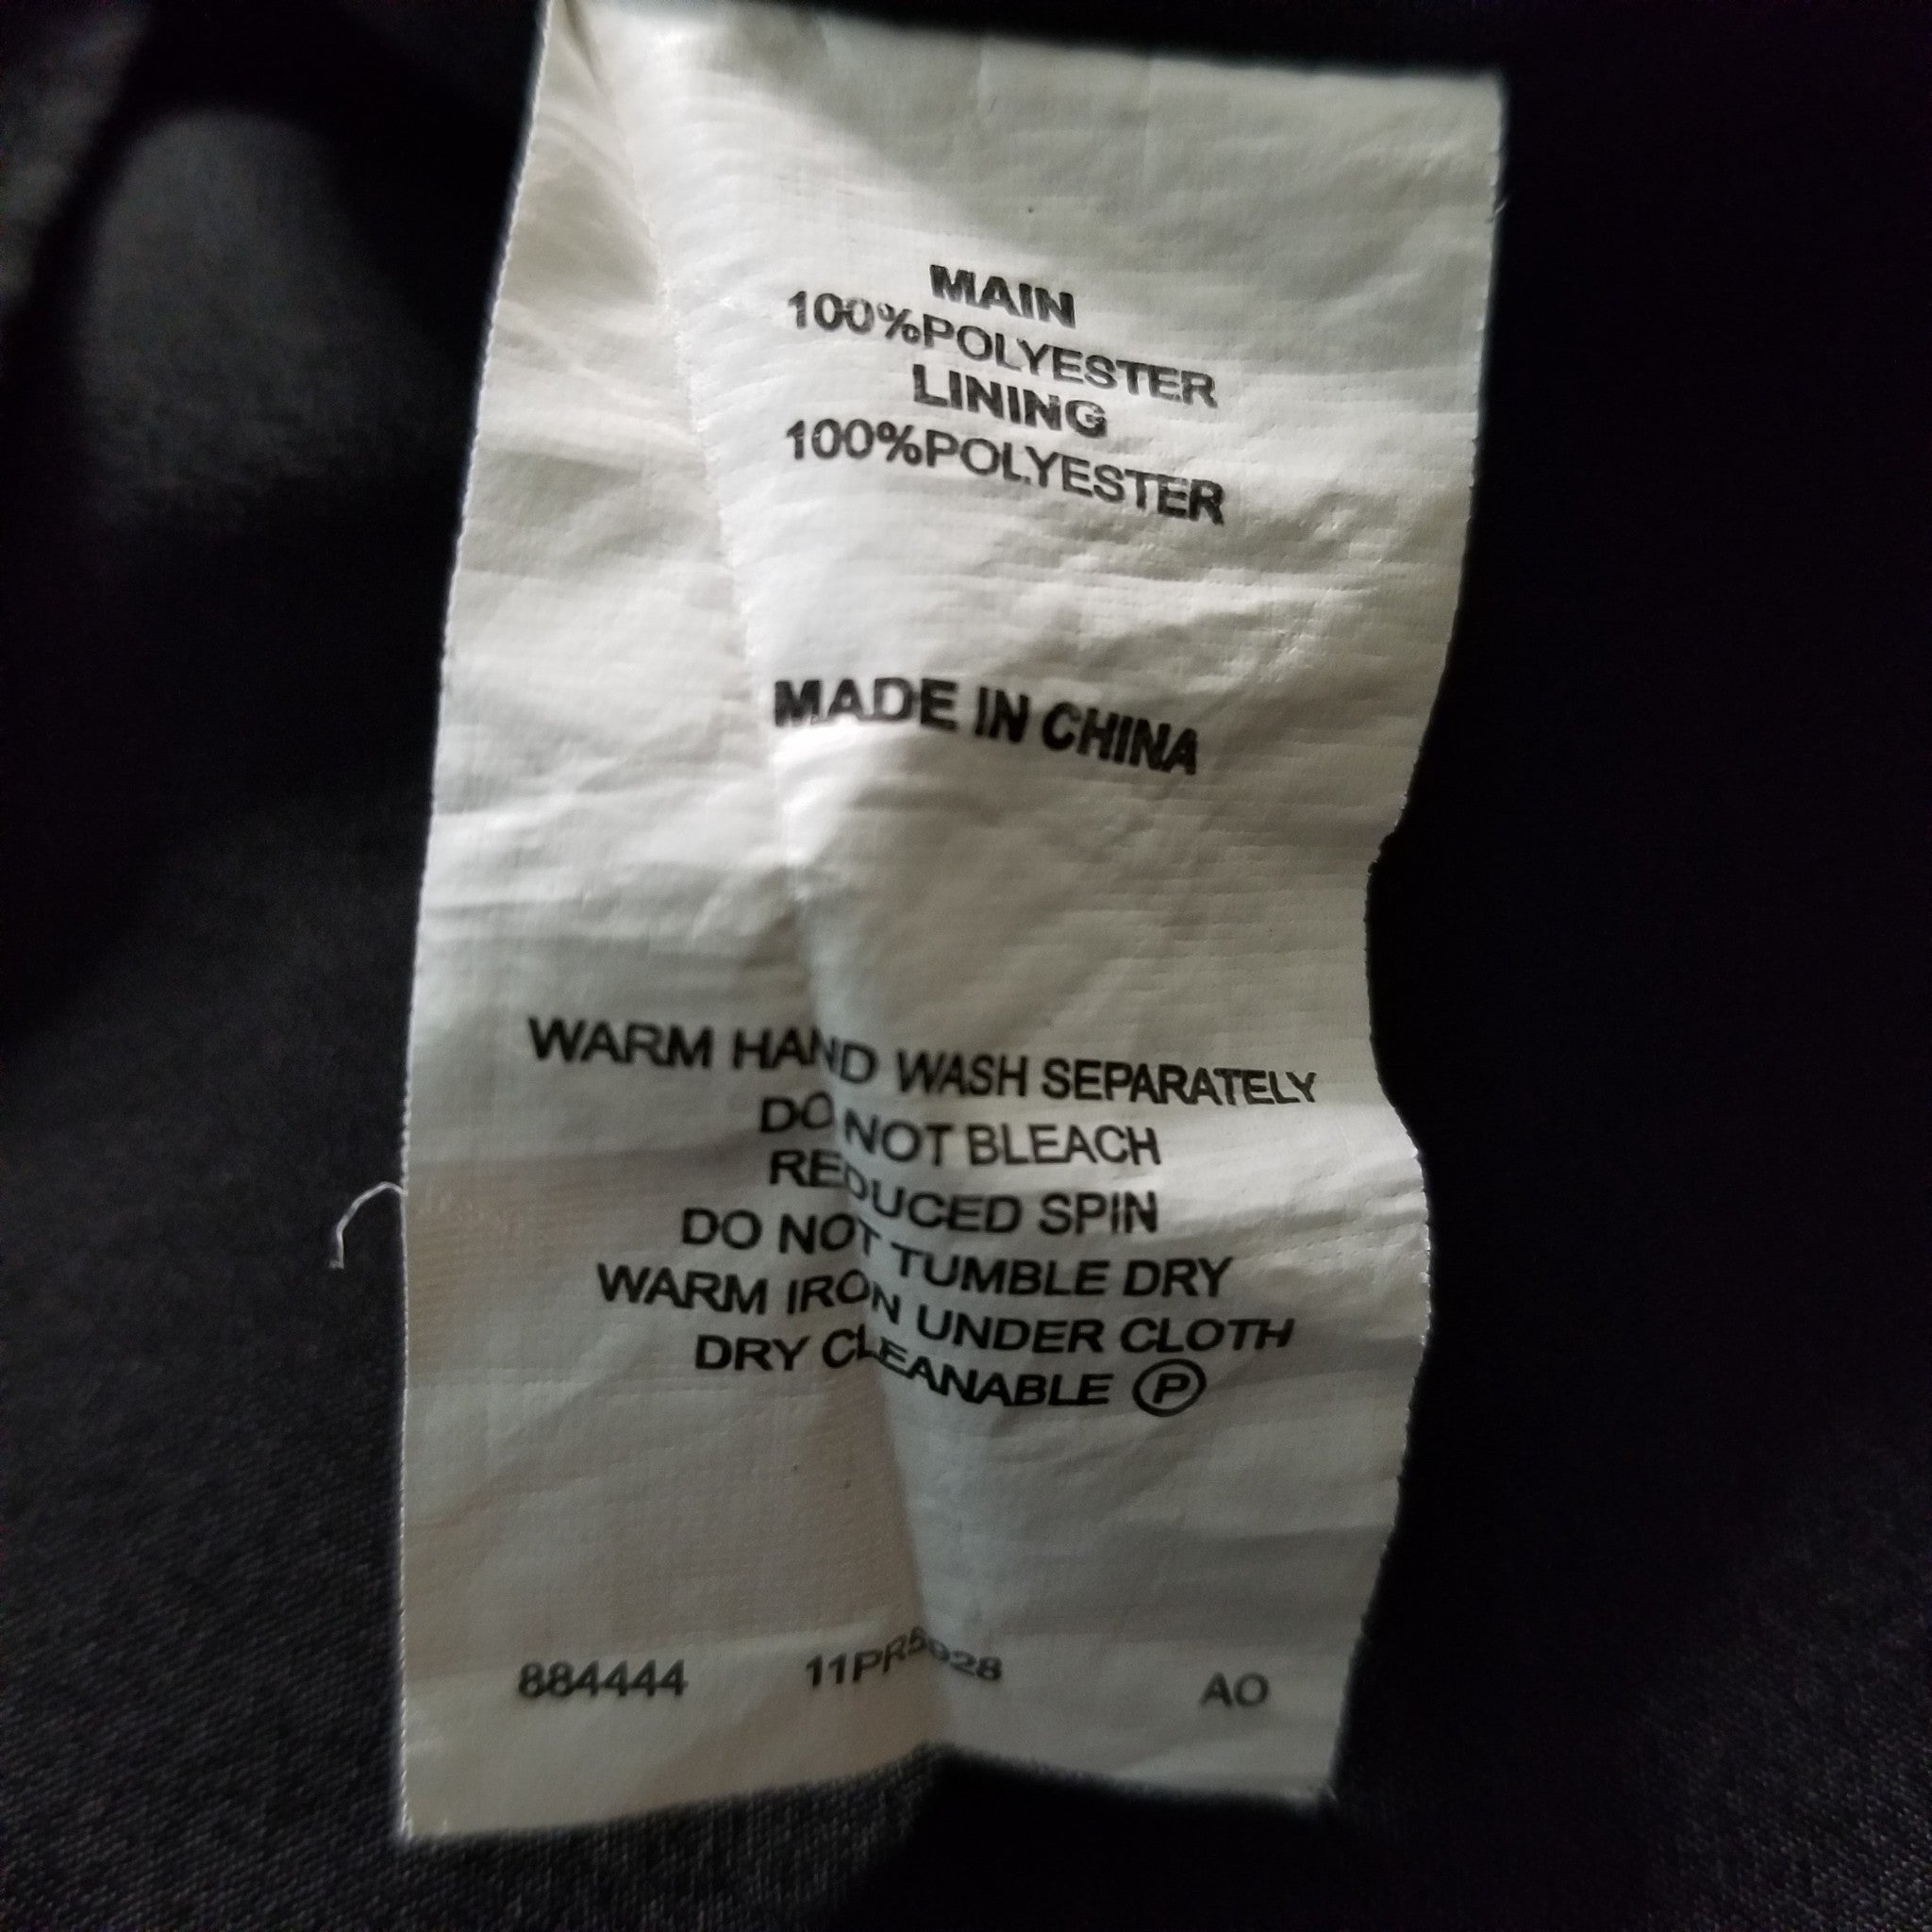 MAIN
100%POLYESTER
LINING
100%POLYESTER
MADE IN CHINA
WARM HAND WASH SEPARATELY
DO NOT BLEACH
REDUCED SPIN
DO NOT TUMBLE DRY
WARM IRON UNDER CLOTH
DRY CLEANABLE Ⓟ
884444 AO